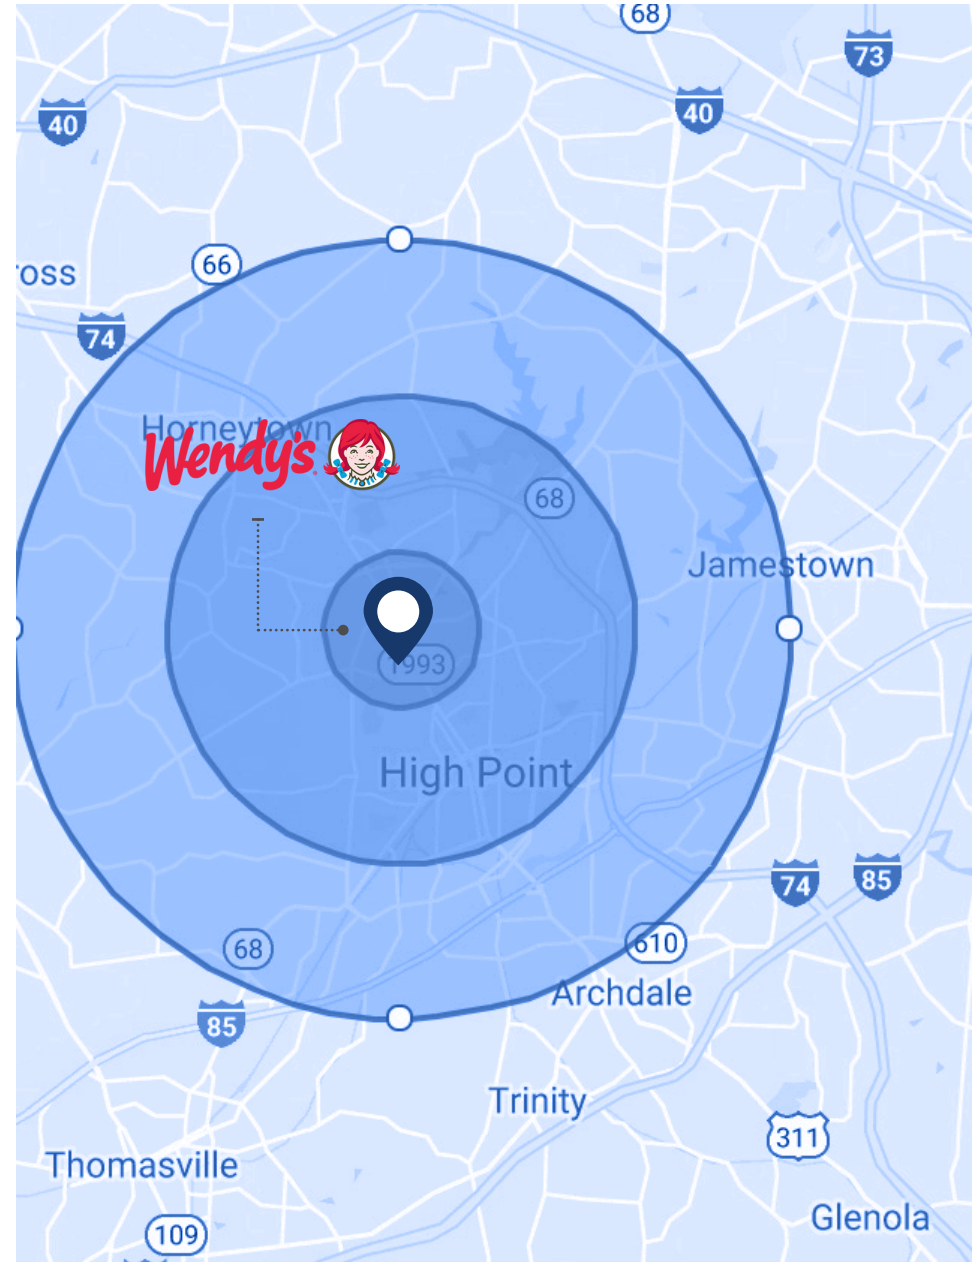 68
73
40
40
66
ross
74
Horneytown
Wendy's
68
Jamestown
1993
High Point
74
85
68
610
Archdale
85
Trinity
311
Thomasville
Glenola
109